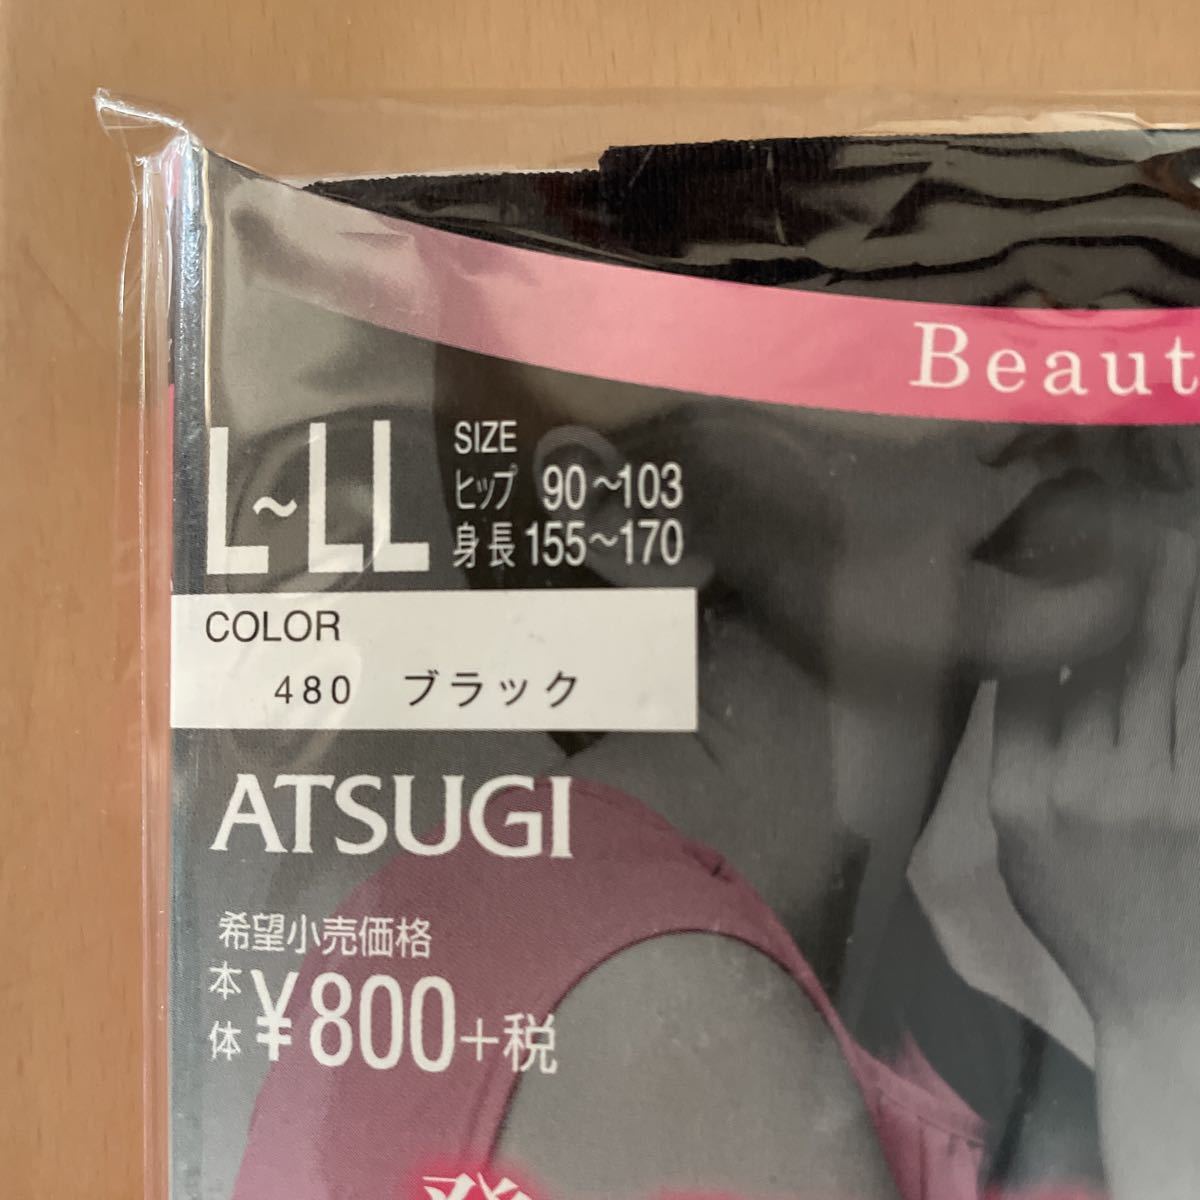 Beaut
L~LL
SIZE
ヒップ 90~103
身長 155~170
COLOR
480 ブラック
ATSUGI
希望小売価格
本体 ¥800+税
発